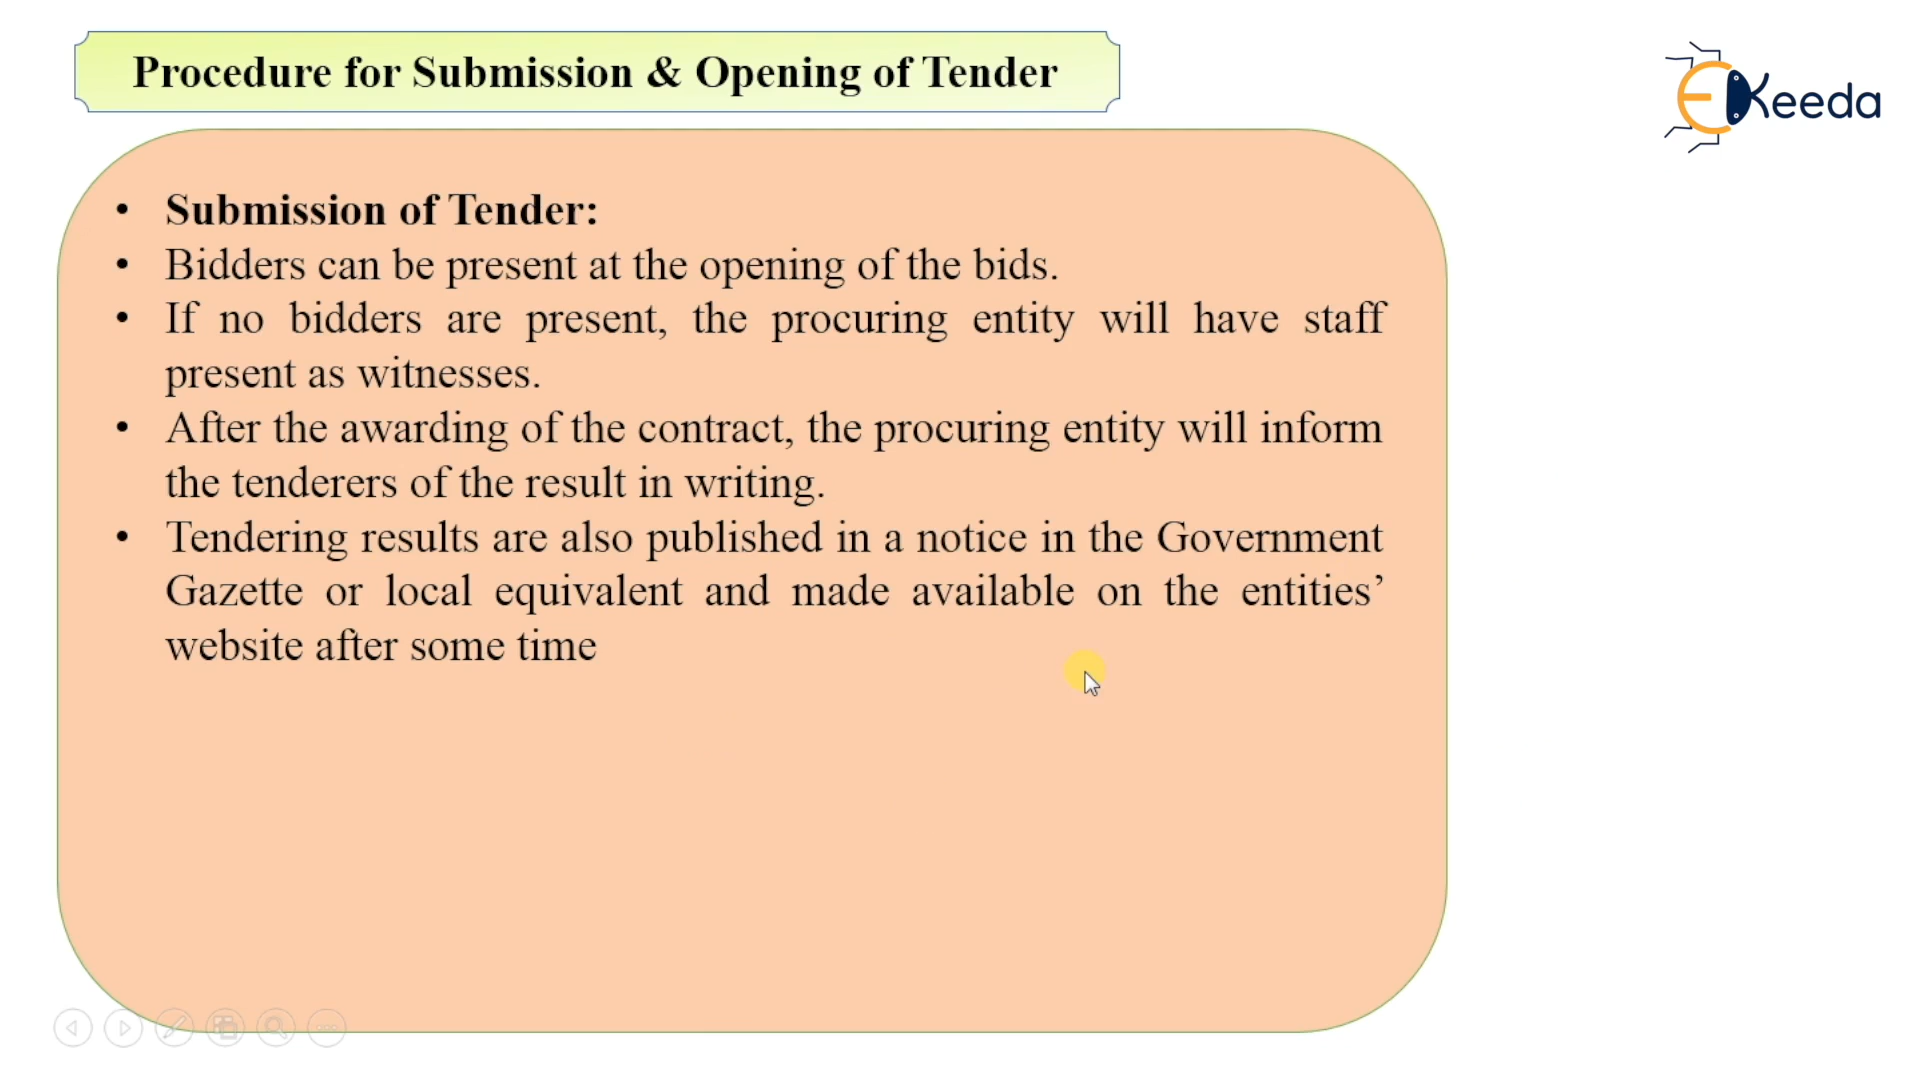 Procedure for Submission & Opening of Tender
EKeeda
• Submission of Tender:
• Bidders can be present at the opening of the bids.
• If no bidders are present, the procuring entity will have staff
present as witnesses.
• After the awarding of the contract, the procuring entity will inform
the tenderers of the result in writing.
• Tendering results are also published in a notice in the Government
Gazette or local equivalent and made available on the entities’
website after some time